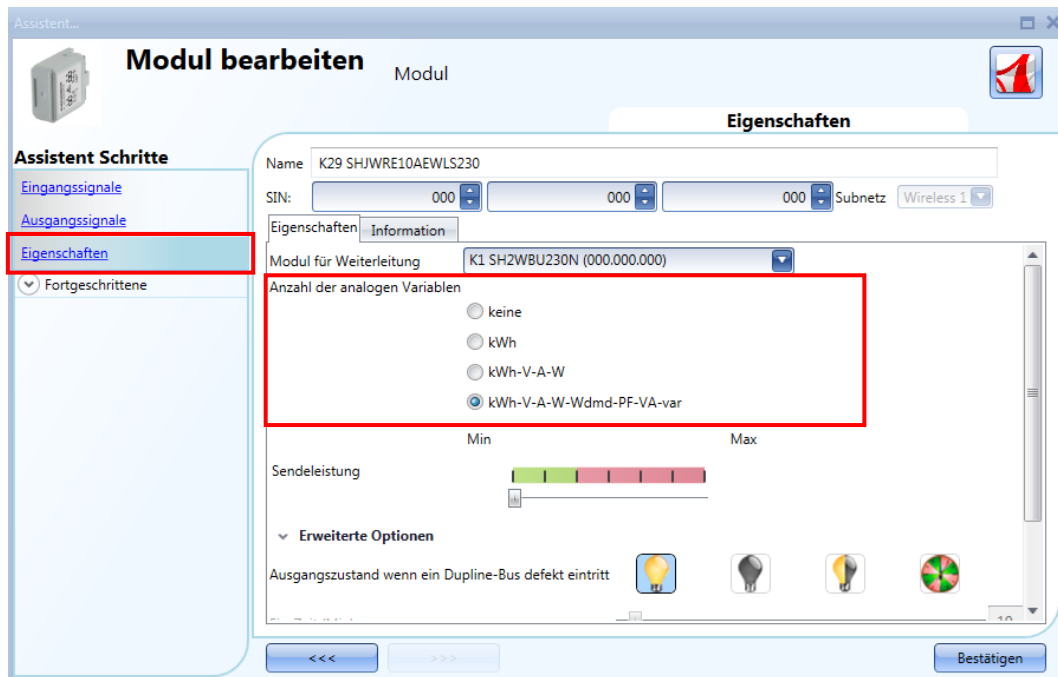 Assistent...
Modul bearbeiten
Modul
Eigenschaften
Assistent Schritte
Eingangssignale
Ausgangssignale
Eigenschaften
Fortgeschrittene
Name K29 SHJWRE10AEWLS230
SIN: 000 000 000 Subnetz Wireless 1
Eigenschaften Information
Modul für Weiterleitung K1 SH2WBU230N (000.000.000)
Anzahl der analogen Variablen
keine
kWh
kWh-V-A-W
kWh-V-A-W-Wdmd-PF-VA-var
Min Max
Sendeleistung
Erweiterte Optionen
Ausgangszustand wenn ein Dupline-Bus defekt eintritt
<<< >>> Bestätigen